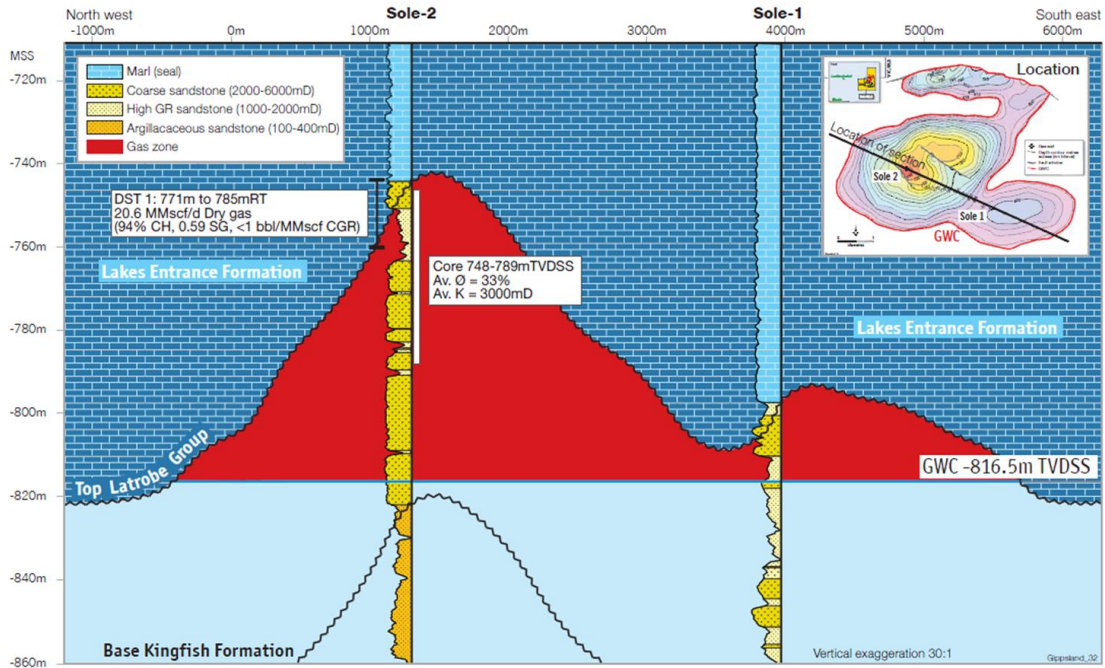 North west
Sole-2
Sole-1
South east
-1000m
0m
1000m
2000m
3000m
4000m
5000m
6000m
MSS
-720m
-740m
-760m
-780m
-800m
-820m
-840m
-860m
Marl (seal)
Coarse sandstone (2000-6000mD)
High GR sandstone (1000-2000mD)
Argillacaceous sandstone (100-400mD)
Gas zone
Location
Location of section
Sole 2
Sole 1
GWC
DST 1: 771m to 785mRT
20.6 MMscf/d Dry gas
(94% CH, 0.59 SG, <1 bbl/MMscf CGR)
Core 748-789mTVDSS
Av. Ø = 33%
Av. K = 3000mD
Lakes Entrance Formation
Lakes Entrance Formation
Top Latrobe Group
GWC -816.5m TVDSS
Base Kingfish Formation
Vertical exaggeration 30:1
Gippsland_32